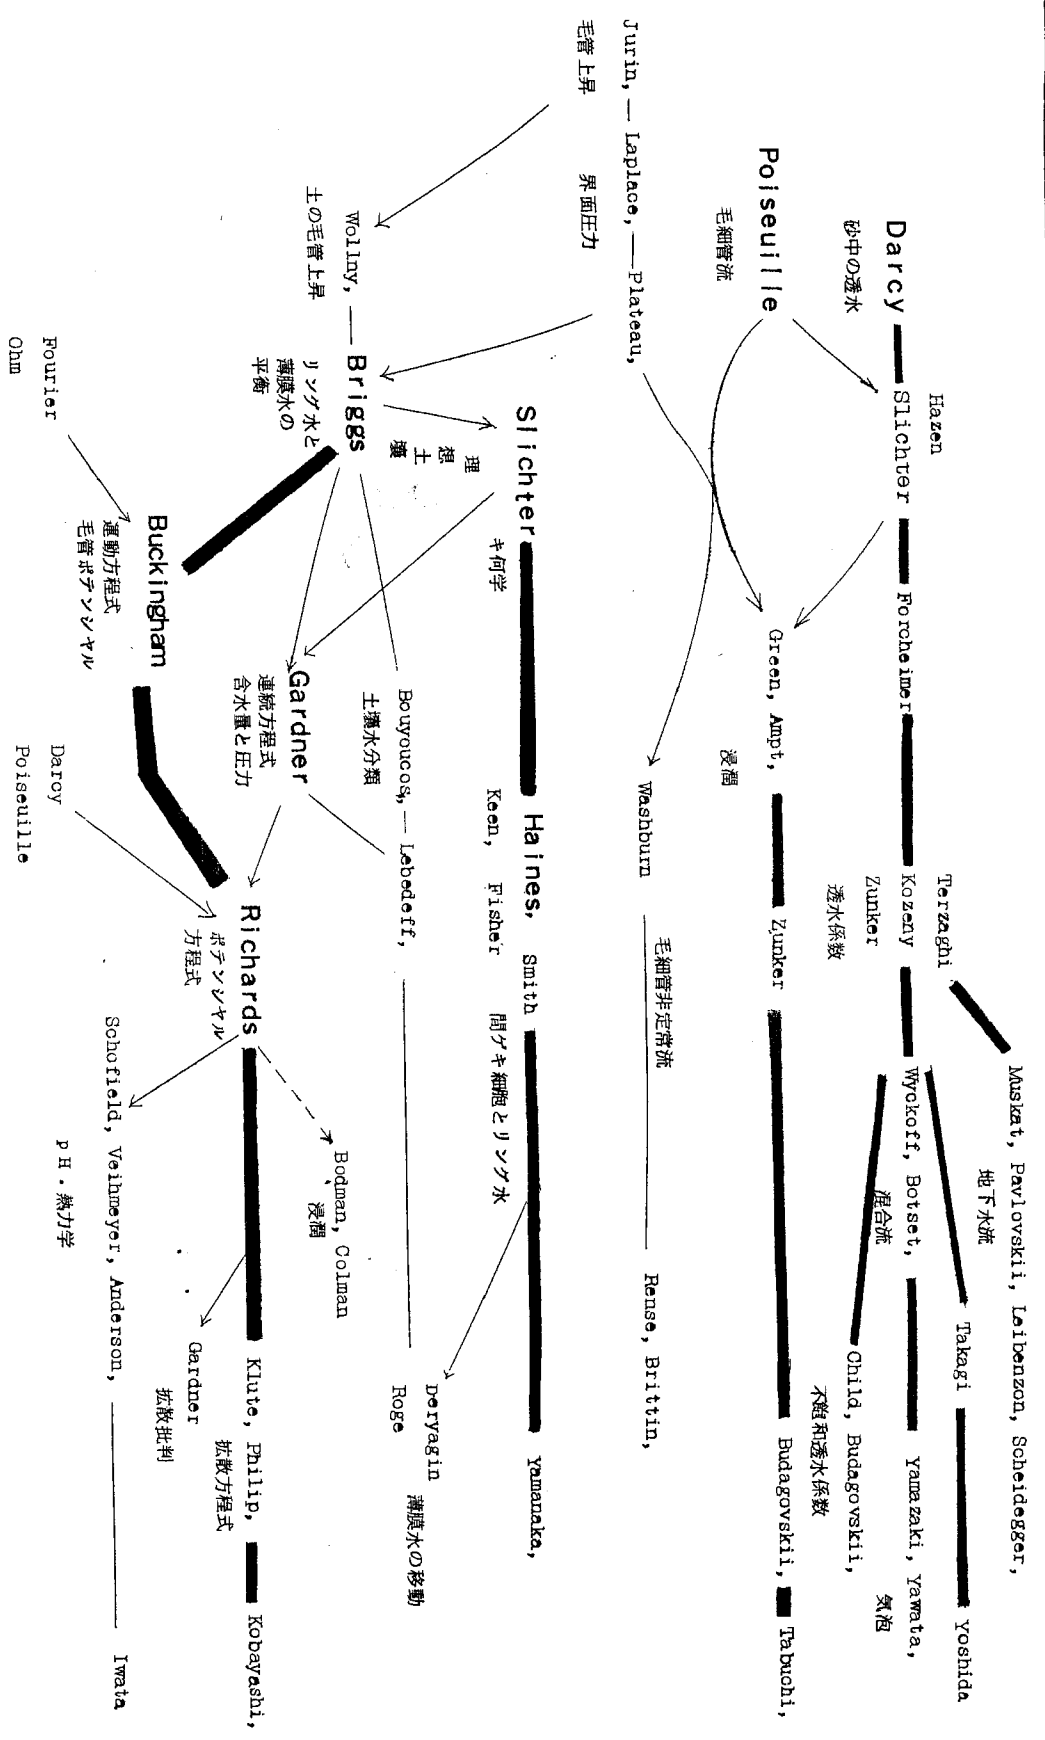 Muskat, Pavlovskii, Leibenzon, Scheidegger,
地下水流
Terzaghi
Hazen
Takagi
Yoshida
Darcy
Slichter
Forcheimer
Kozeny
Wyckoff, Botset,
Yamazaki, Yawata,
砂中の透水
Zunker
混合流
気泡
透水係数
Child, Budagovskii,
不飽和透水係数
Poiseuille
毛細管流
Green, Ampt,
浸潤
Zunker
Budagovskii,
Tabuchi,
Jurin, — Laplace, — Plateau,
毛管上昇
界面圧力
Washburn
毛細管非定常流
Rense, Brittin,
Slichter
理想土壌
キ何学
Haines, Smith
Keen, Fisher
間ゲキ細胞とリング水
Yamanaka,
Deryagin
Roge
薄膜水の移動
Wollny, — Briggs
土の毛管上昇
リング水と
薄膜水の
平衡
Bouyoucos, — Lebedeff,
土壌水分類
Gardner
連続方程式
含水量と圧力
Bodman, Colman
浸潤
Richards
ポテンシャル
方程式
Klute, Philip,
拡散方程式
Kobayashi,
Gardner
拡散批判
Buckingham
運動方程式
毛管ポテンシャル
Schofield, Veihmeyer, Anderson,
Iwata
pH・熱力学
Fourier
Ohm
Darcy
Poiseuille